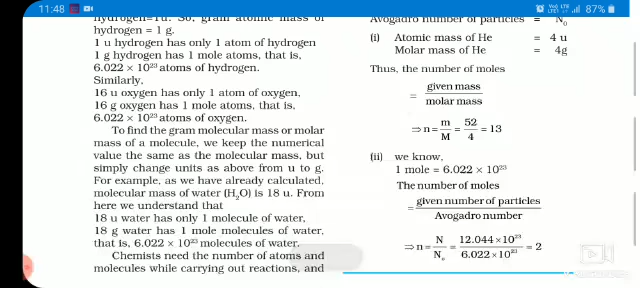 11:48
87%
hydrogen=1u. So, gram atomic mass of
hydrogen = 1 g.
1 u hydrogen has only 1 atom of hydrogen
1 g hydrogen has 1 mole atoms, that is,
6.022 × 10²³ atoms of hydrogen.
Similarly,
16 u oxygen has only 1 atom of oxygen,
16 g oxygen has 1 mole atoms, that is,
6.022 × 10²³ atoms of oxygen.
To find the gram molecular mass or molar
mass of a molecule, we keep the numerical
value the same as the molecular mass, but
simply change units as above from u to g.
For example, as we have already calculated,
molecular mass of water (H₂O) is 18 u. From
here we understand that
18 u water has only 1 molecule of water,
18 g water has 1 mole molecules of water,
that is, 6.022 × 10²³ molecules of water.
Chemists need the number of atoms and
molecules while carrying out reactions, and
Avogadro number of particles = N₀
(i) Atomic mass of He = 4 u
Molar mass of He = 4g
Thus, the number of moles
= given mass / molar mass
⇒ n = m/M = 52/4 = 13
(ii) we know,
1 mole = 6.022 × 10²³
The number of moles
= given number of particles / Avogadro number
⇒ n = N/N₀ = 12.044 × 10²³ / 6.022 × 10²³ = 2